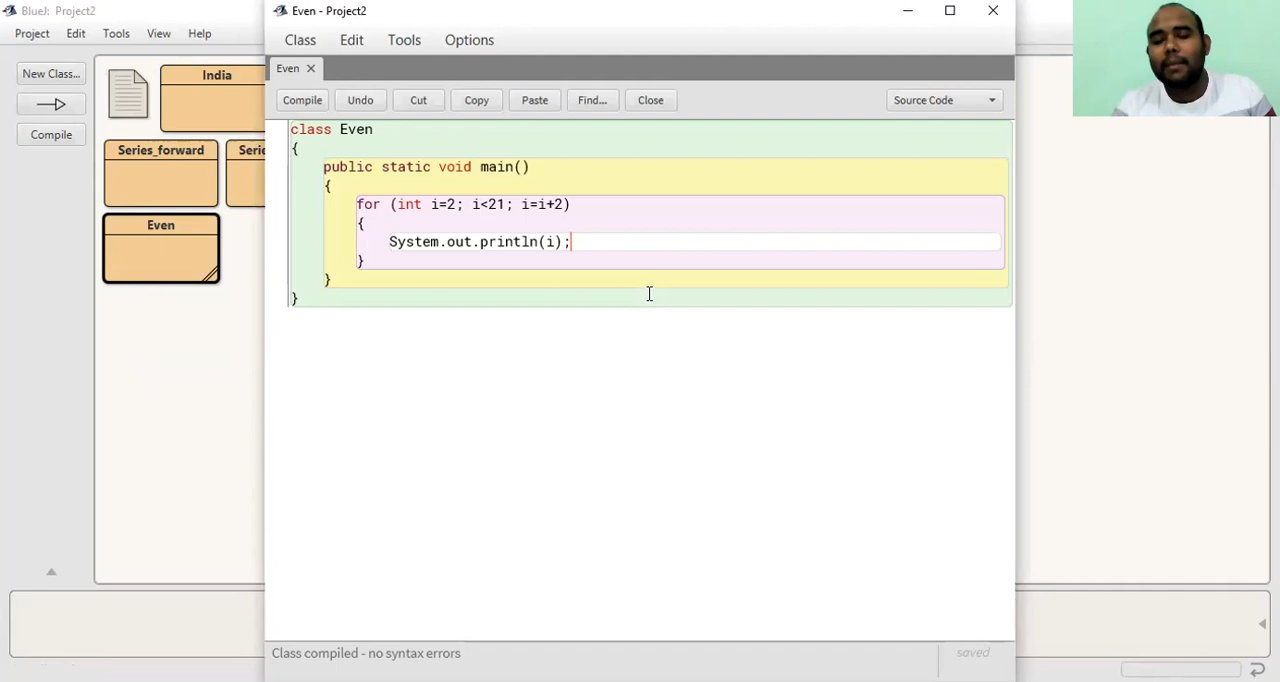 BlueJ: Project2
Project Edit Tools View Help
New Class...
Compile
India
Series_forward
Serie
Even
Even - Project2
Class Edit Tools Options
Even
Compile Undo Cut Copy Paste Find... Close Source Code
class Even
{
public static void main()
{
for (int i=2; i<21; i=i+2)
{
System.out.println(i);
}
}
}
Class compiled - no syntax errors
saved